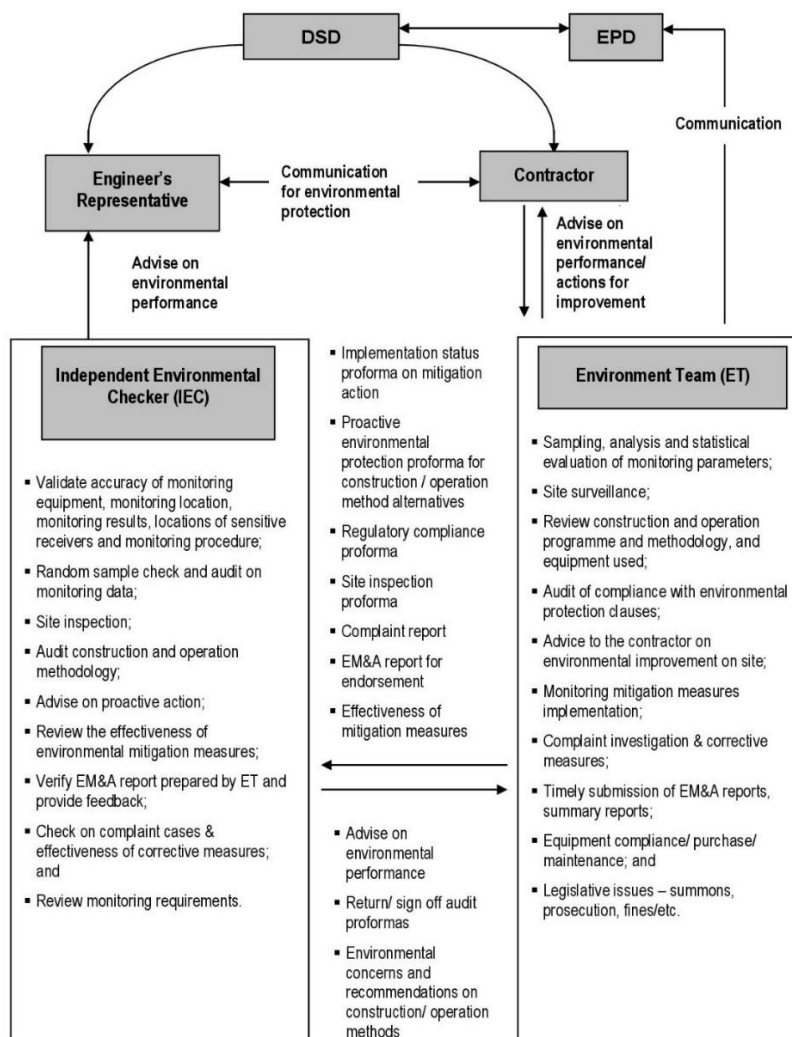 DSD
EPD
Communication
Engineer's
Representative
Communication
for environmental
protection
Contractor
Advise on
environmental
performance
Advise on
environmental
performance/
actions for
improvement
Independent Environmental
Checker (IEC)
▪ Validate accuracy of monitoring
equipment, monitoring location,
monitoring results, locations of sensitive
receivers and monitoring procedure;
▪ Random sample check and audit on
monitoring data;
▪ Site inspection;
▪ Audit construction and operation
methodology;
▪ Advise on proactive action;
▪ Review the effectiveness of
environmental mitigation measures;
▪ Verify EM&A report prepared by ET and
provide feedback;
▪ Check on complaint cases &
effectiveness of corrective measures;
and
▪ Review monitoring requirements.
▪ Implementation status
proforma on mitigation
action
▪ Proactive
environmental
protection proforma for
construction / operation
method alternatives
▪ Regulatory compliance
proforma
▪ Site inspection
proforma
▪ Complaint report
▪ EM&A report for
endorsement
▪ Effectiveness of
mitigation measures
▪ Advise on
environmental
performance
▪ Return/ sign off audit
proformas
▪ Environmental
concerns and
recommendations on
construction/ operation
methods
Environment Team (ET)
▪ Sampling, analysis and statistical
evaluation of monitoring parameters;
▪ Site surveillance;
▪ Review construction and operation
programme and methodology, and
equipment used;
▪ Audit of compliance with environmental
protection clauses;
▪ Advice to the contractor on
environmental improvement on site;
▪ Monitoring mitigation measures
implementation;
▪ Complaint investigation & corrective
measures;
▪ Timely submission of EM&A reports,
summary reports;
▪ Equipment compliance/ purchase/
maintenance; and
▪ Legislative issues – summons,
prosecution, fines/etc.